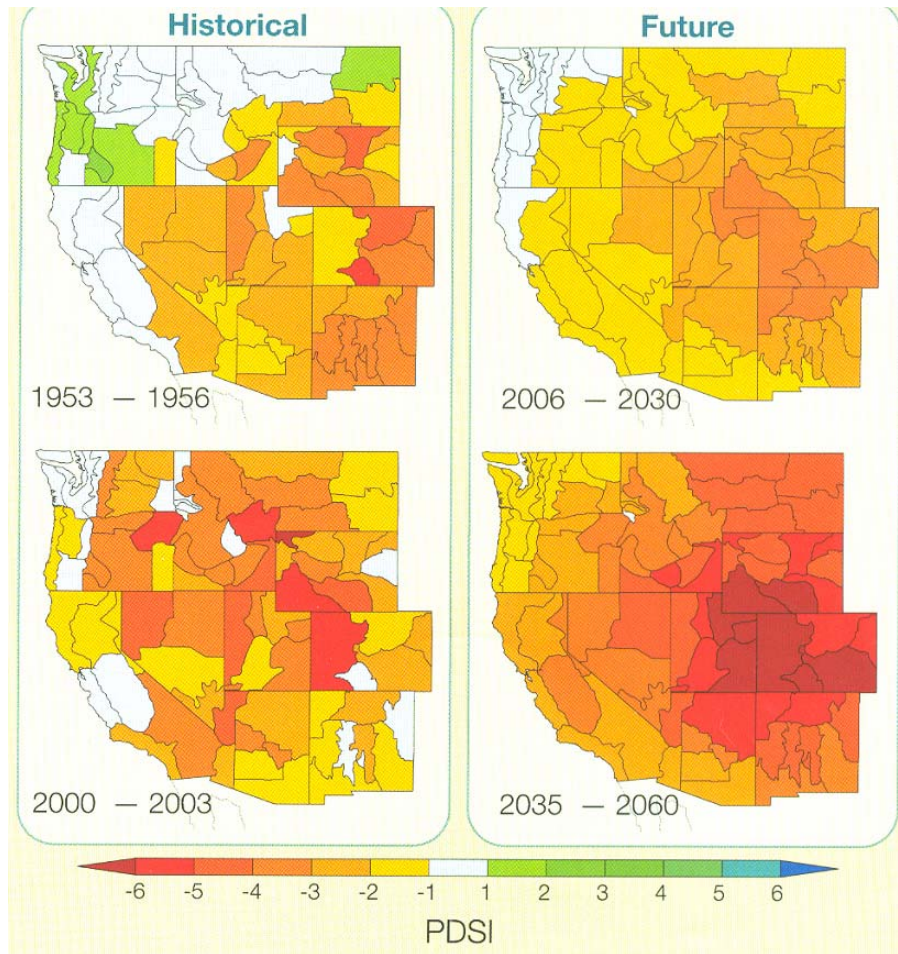 Historical
Future
1953 — 1956
2006 — 2030
2000 — 2003
2035 — 2060
-6 -5 -4 -3 -2 -1 1 2 3 4 5 6
PDSI